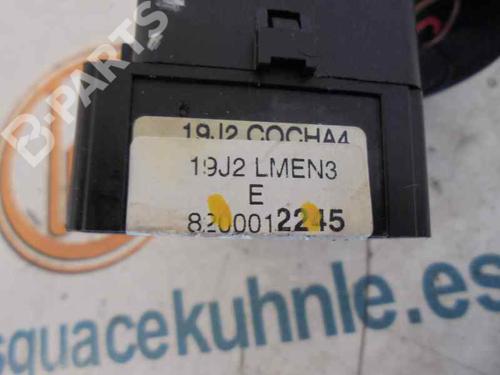 B-PARTS
19J2 COCHA4
19J2 LMEN3
E
8200012245
squacekuhnle.es